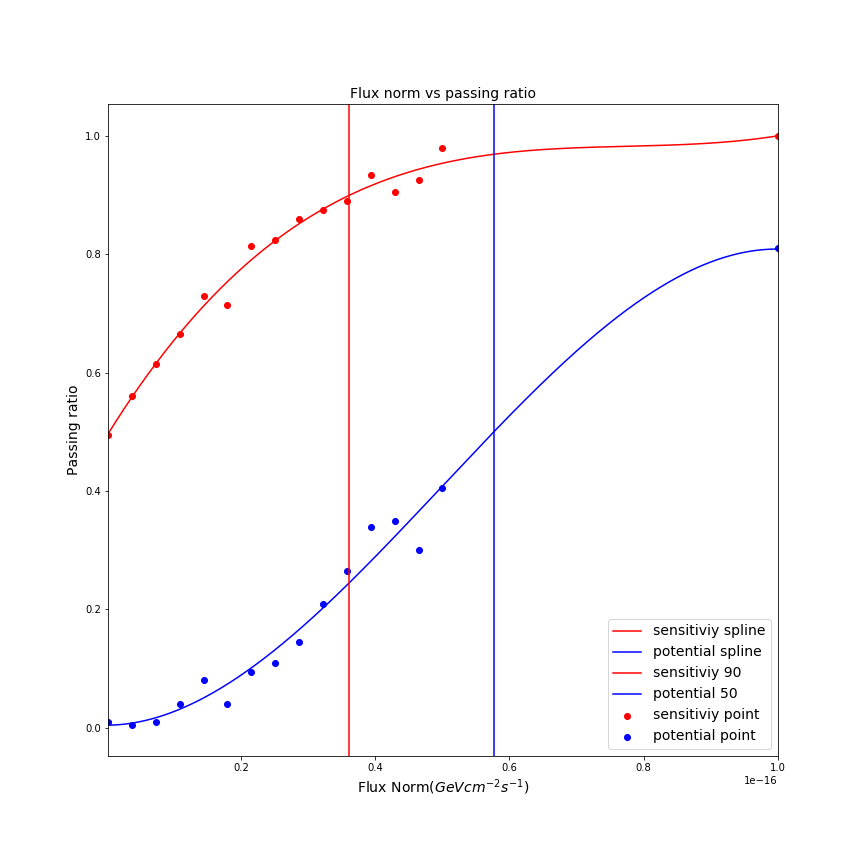 Flux norm vs passing ratio
Passing ratio
1.0
0.8
0.6
0.4
0.2
0.0
0.2 0.4 0.6 0.8 1.0
1e−16
Flux Norm(GeVcm⁻²s⁻¹)
sensitiviy spline
potential spline
sensitiviy 90
potential 50
sensitiviy point
potential point